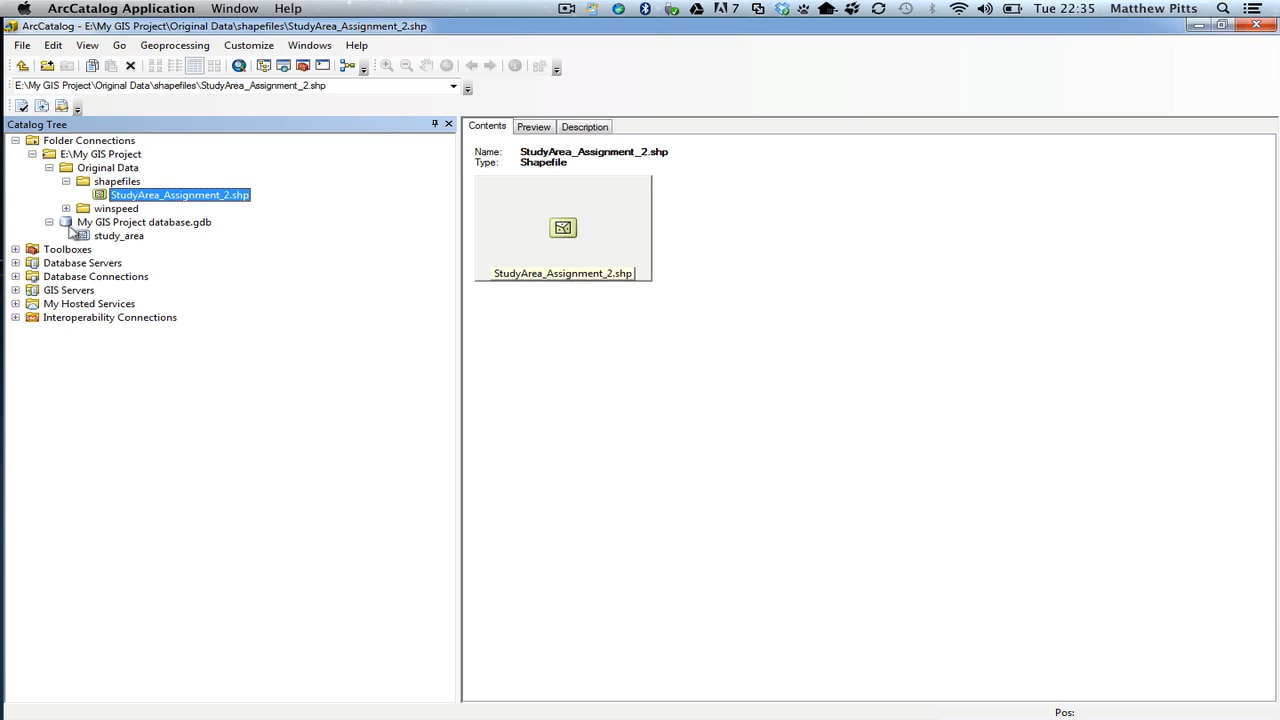 ArcCatalog Application Window Help
7 Tue 22:35 Matthew Pitts
ArcCatalog - E:\My GIS Project\Original Data\shapefiles\StudyArea_Assignment_2.shp
File Edit View Go Geoprocessing Customize Windows Help
E:\My GIS Project\Original Data\shapefiles\StudyArea_Assignment_2.shp
Catalog Tree
Folder Connections
E:\My GIS Project
Original Data
shapefiles
StudyArea_Assignment_2.shp
winspeed
My GIS Project database.gdb
study_area
Toolboxes
Database Servers
Database Connections
GIS Servers
My Hosted Services
Interoperability Connections
Contents Preview Description
Name: StudyArea_Assignment_2.shp
Type: Shapefile
StudyArea_Assignment_2.shp
Pos: